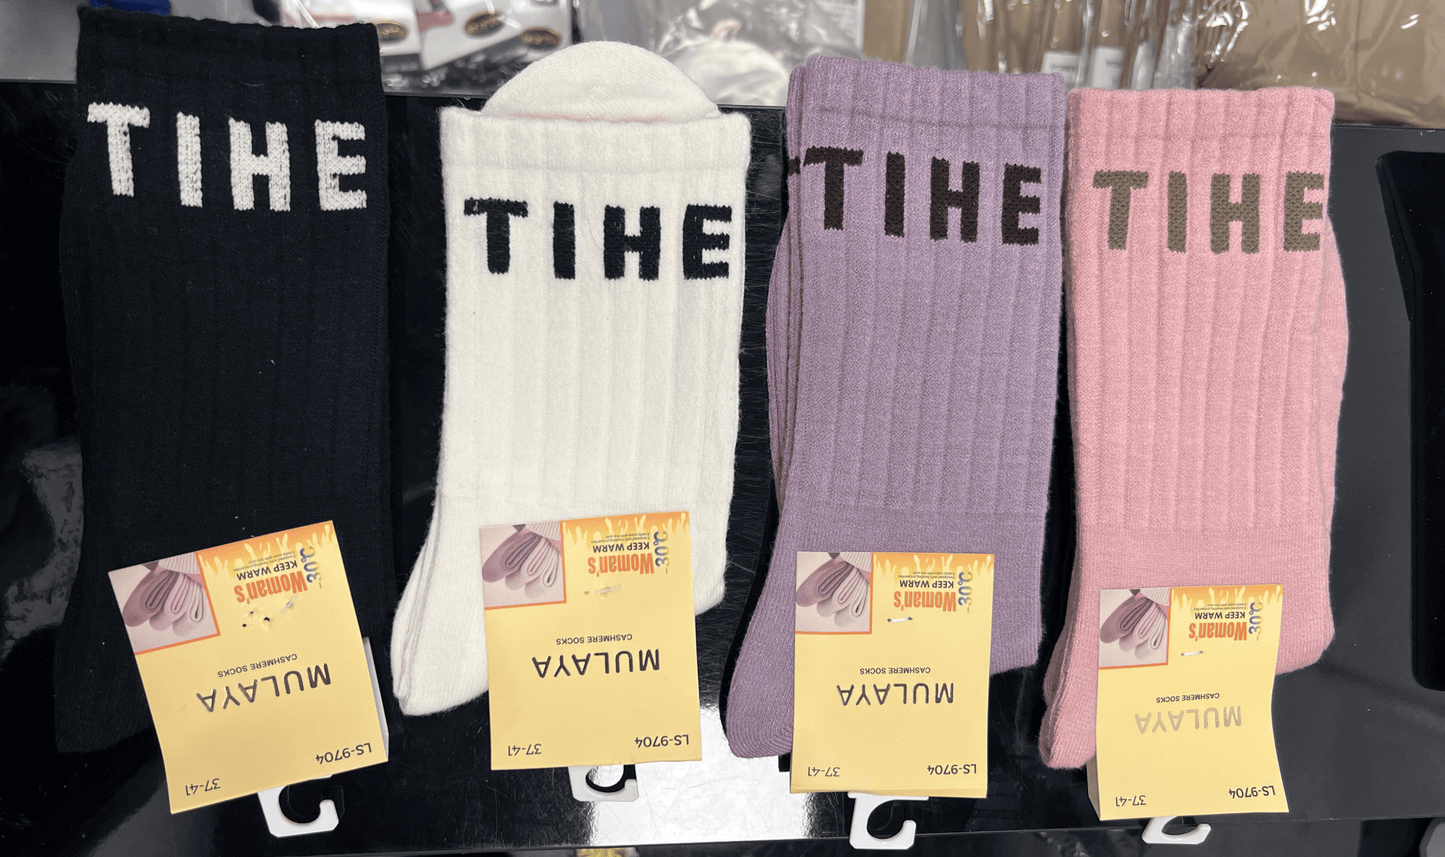 TIHE
TIHE
TIHE
TIHE
LS-9704
37-41
MULAYA
CASHMERE SOCKS
Woman's
KEEP WARM
-30℃
LS-9704
37-41
MULAYA
CASHMERE SOCKS
Woman's
KEEP WARM
-30℃
LS-9704
37-41
MULAYA
CASHMERE SOCKS
Woman's
KEEP WARM
-30℃
LS-9704
37-41
MULAYA
CASHMERE SOCKS
Woman's
KEEP WARM
-30℃